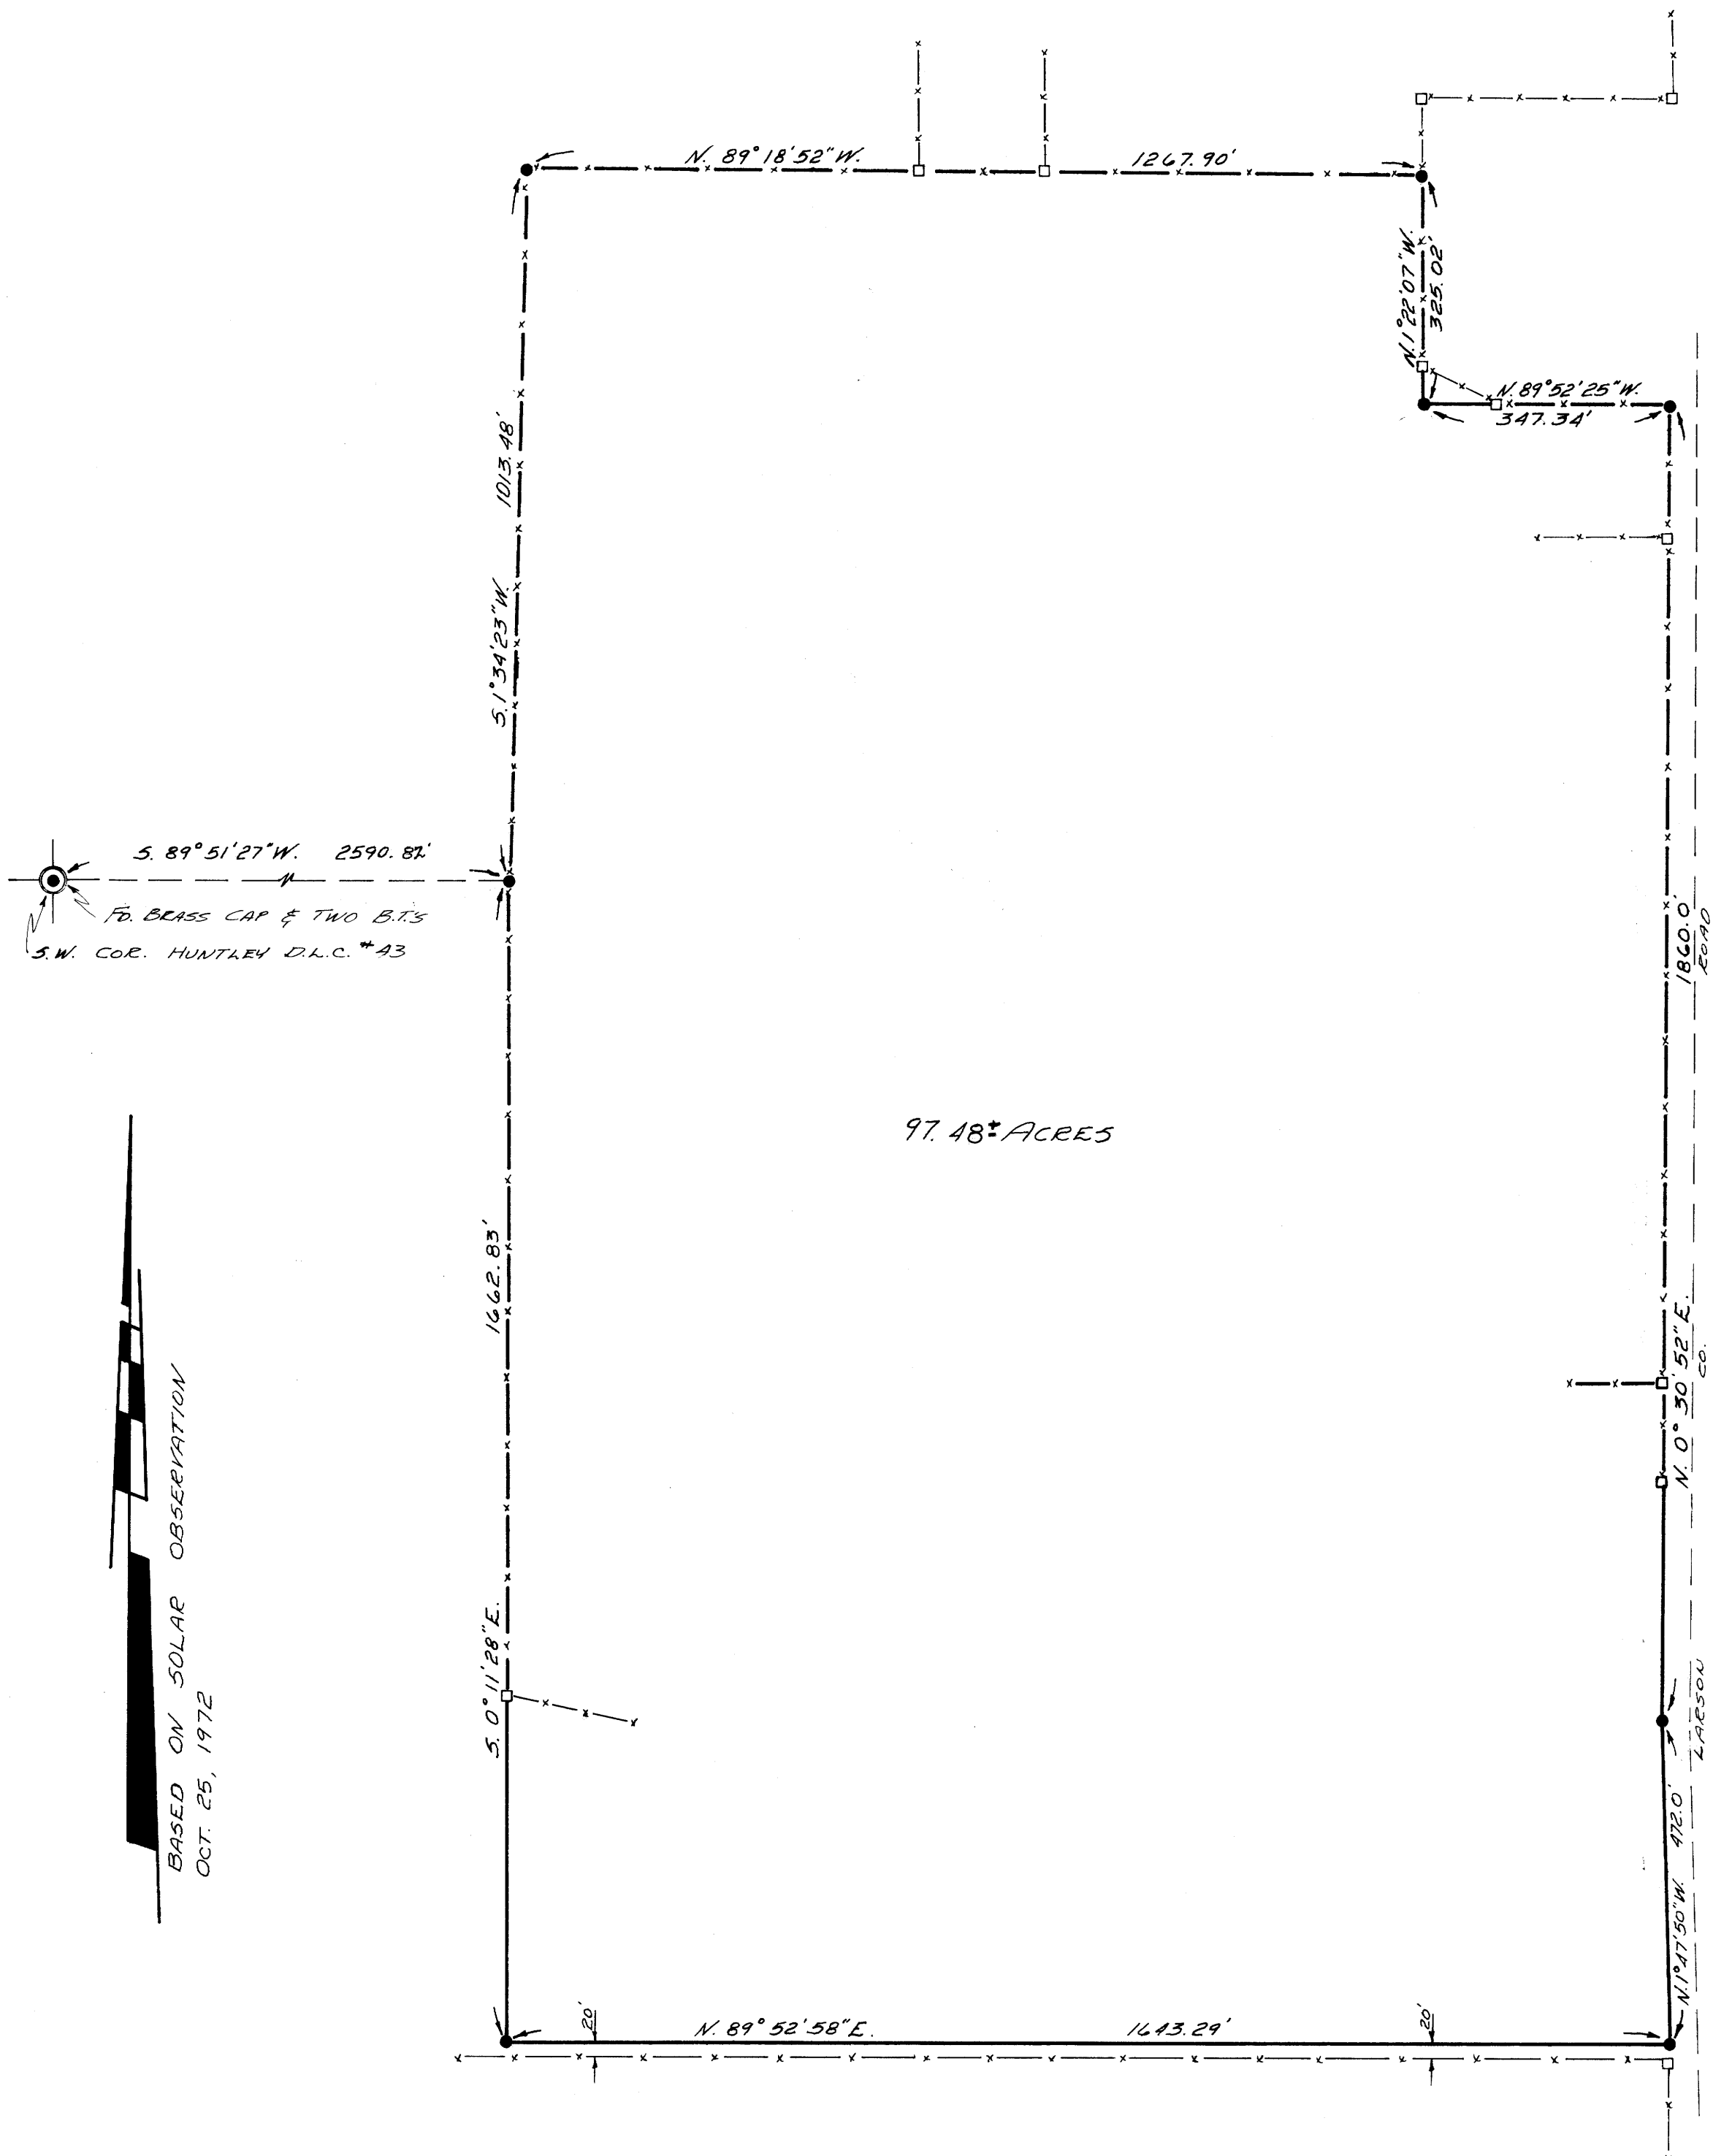 N. 89° 18' 52" W. 1267.90'
N. 1° 22' 07" W.
325.02'
N. 89° 52' 25" W.
347.34'
S. 1° 34' 23" W. 1013.48'
S. 89° 51' 27" W. 2590.82'
FD. BRASS CAP & TWO B.T.'S
S.W. COR. HUNTLEY D.L.C. #43
97.48± ACRES
S. 0° 11' 28" E. 1662.83'
N. 0° 30' 52" E. 1860.0'
LARSON CO. ROAD
N. 1° 47' 50" W. 472.0'
BASED ON SOLAR OBSERVATION
OCT. 25, 1972
20'
N. 89° 52' 58" E. 1643.29'
20'